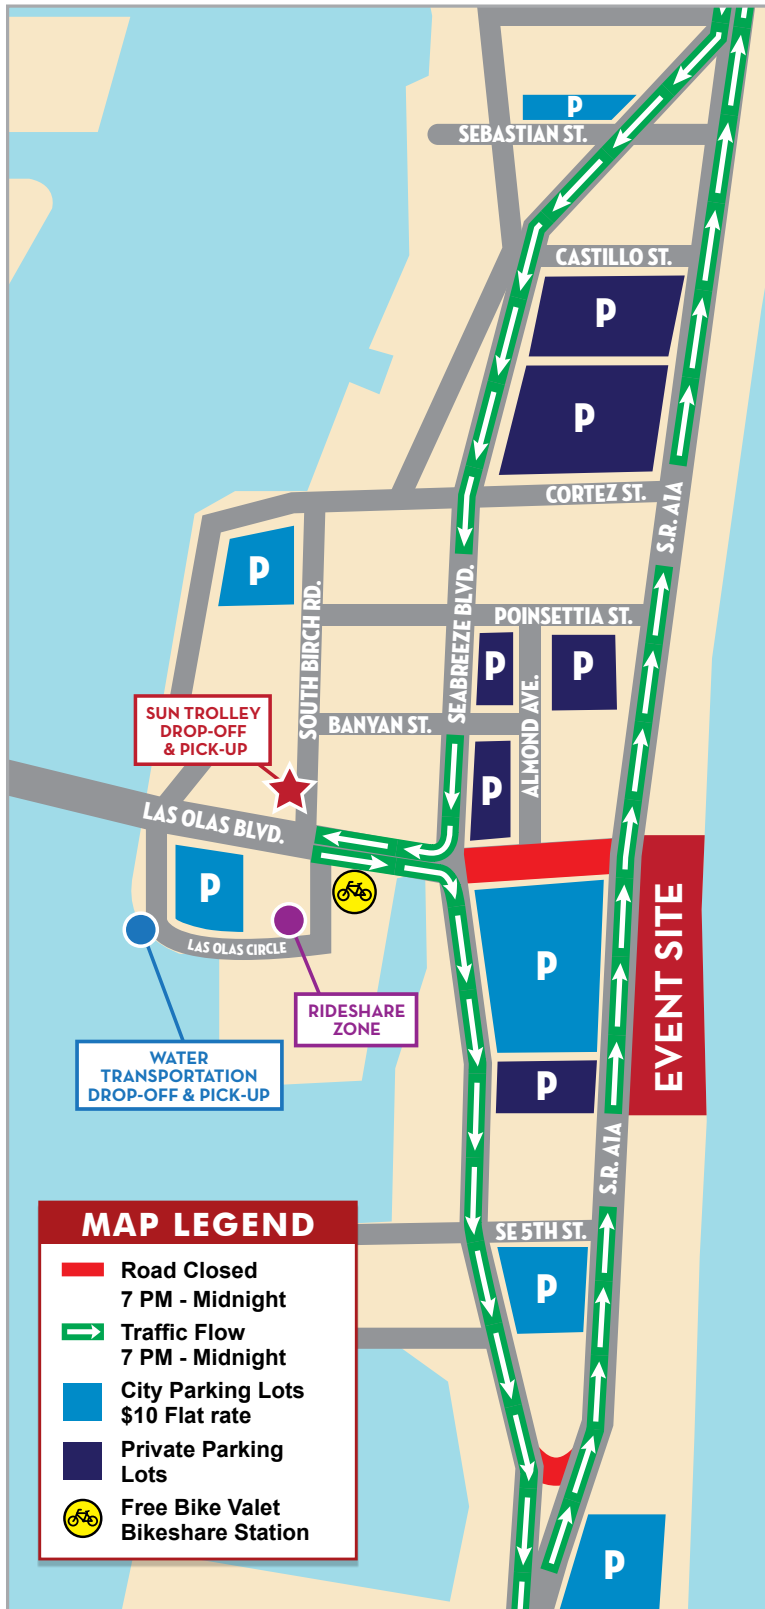 P
SEBASTIAN ST.
CASTILLO ST.
P
P
CORTEZ ST.
S.R. A1A
P
SOUTH BIRCH RD.
SEABREEZE BLVD.
POINSETTIA ST.
P
P
ALMOND AVE.
SUN TROLLEY
DROP-OFF
& PICK-UP
BANYAN ST.
P
LAS OLAS BLVD.
P
LAS OLAS CIRCLE
P
EVENT SITE
RIDESHARE
ZONE
WATER
TRANSPORTATION
DROP-OFF & PICK-UP
P
S.R. A1A
SE 5TH ST.
P
MAP LEGEND
Road Closed
7 PM - Midnight
Traffic Flow
7 PM - Midnight
City Parking Lots
$10 Flat rate
Private Parking
Lots
Free Bike Valet
Bikeshare Station
P